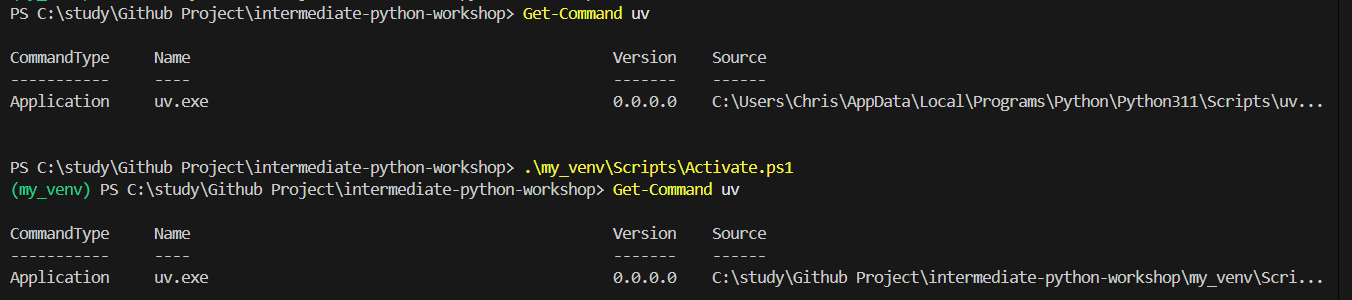 PS C:\study\Github Project\intermediate-python-workshop> Get-Command uv
CommandType Name Version Source
----------- ---- ------- ------
Application uv.exe 0.0.0.0 C:\Users\Chris\AppData\Local\Programs\Python\Python311\Scripts\uv...
PS C:\study\Github Project\intermediate-python-workshop> .\my_venv\Scripts\Activate.ps1
(my_venv) PS C:\study\Github Project\intermediate-python-workshop> Get-Command uv
CommandType Name Version Source
----------- ---- ------- ------
Application uv.exe 0.0.0.0 C:\study\Github Project\intermediate-python-workshop\my_venv\Scri...